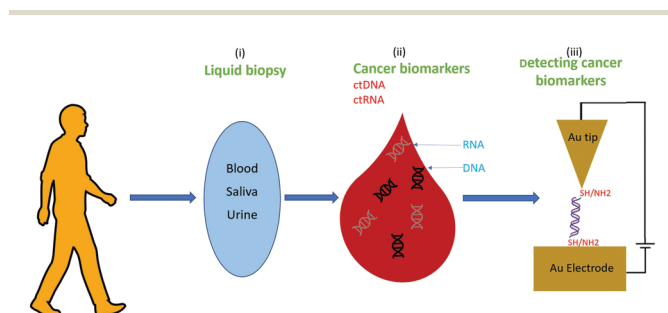 (i)
Liquid biopsy
Blood
Saliva
Urine
(ii)
Cancer biomarkers
ctDNA
ctRNA
RNA
DNA
(iii)
Detecting cancer
biomarkers
Au tip
SH/NH2
SH/NH2
Au Electrode